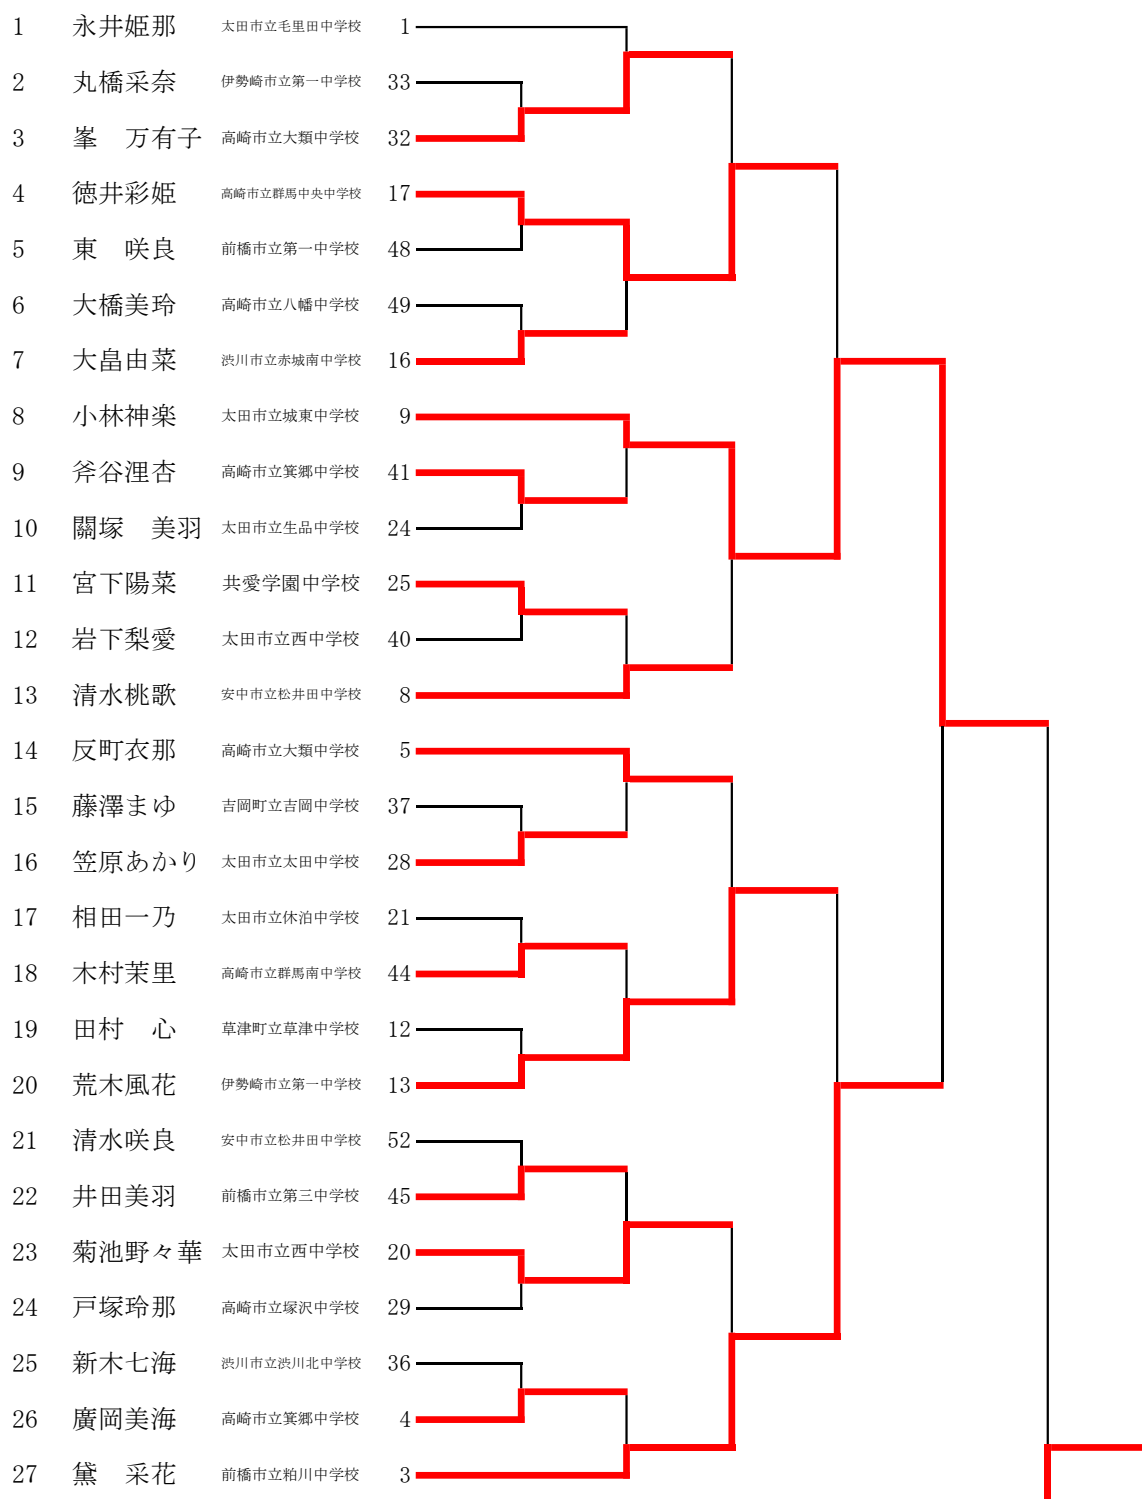 1 永井姫那 太田市立毛里田中学校 1
2 丸橋采奈 伊勢崎市立第一中学校 33
3 峯　万有子 高崎市立大類中学校 32
4 徳井彩姫 高崎市立群馬中央中学校 17
5 東　咲良 前橋市立第一中学校 48
6 大橋美玲 高崎市立八幡中学校 49
7 大畠由菜 渋川市立赤城南中学校 16
8 小林神楽 太田市立城東中学校 9
9 斧谷浬杏 高崎市立箕郷中学校 41
10 關塚　美羽 太田市立生品中学校 24
11 宮下陽菜 共愛学園中学校 25
12 岩下梨愛 太田市立西中学校 40
13 清水桃歌 安中市立松井田中学校 8
14 反町衣那 高崎市立大類中学校 5
15 藤澤まゆ 吉岡町立吉岡中学校 37
16 笠原あかり 太田市立太田中学校 28
17 相田一乃 太田市立休泊中学校 21
18 木村茉里 高崎市立群馬南中学校 44
19 田村　心 草津町立草津中学校 12
20 荒木風花 伊勢崎市立第一中学校 13
21 清水咲良 安中市立松井田中学校 52
22 井田美羽 前橋市立第三中学校 45
23 菊池野々華 太田市立西中学校 20
24 戸塚玲那 高崎市立塚沢中学校 29
25 新木七海 渋川市立渋川北中学校 36
26 廣岡美海 高崎市立箕郷中学校 4
27 黛　采花 前橋市立粕川中学校 3